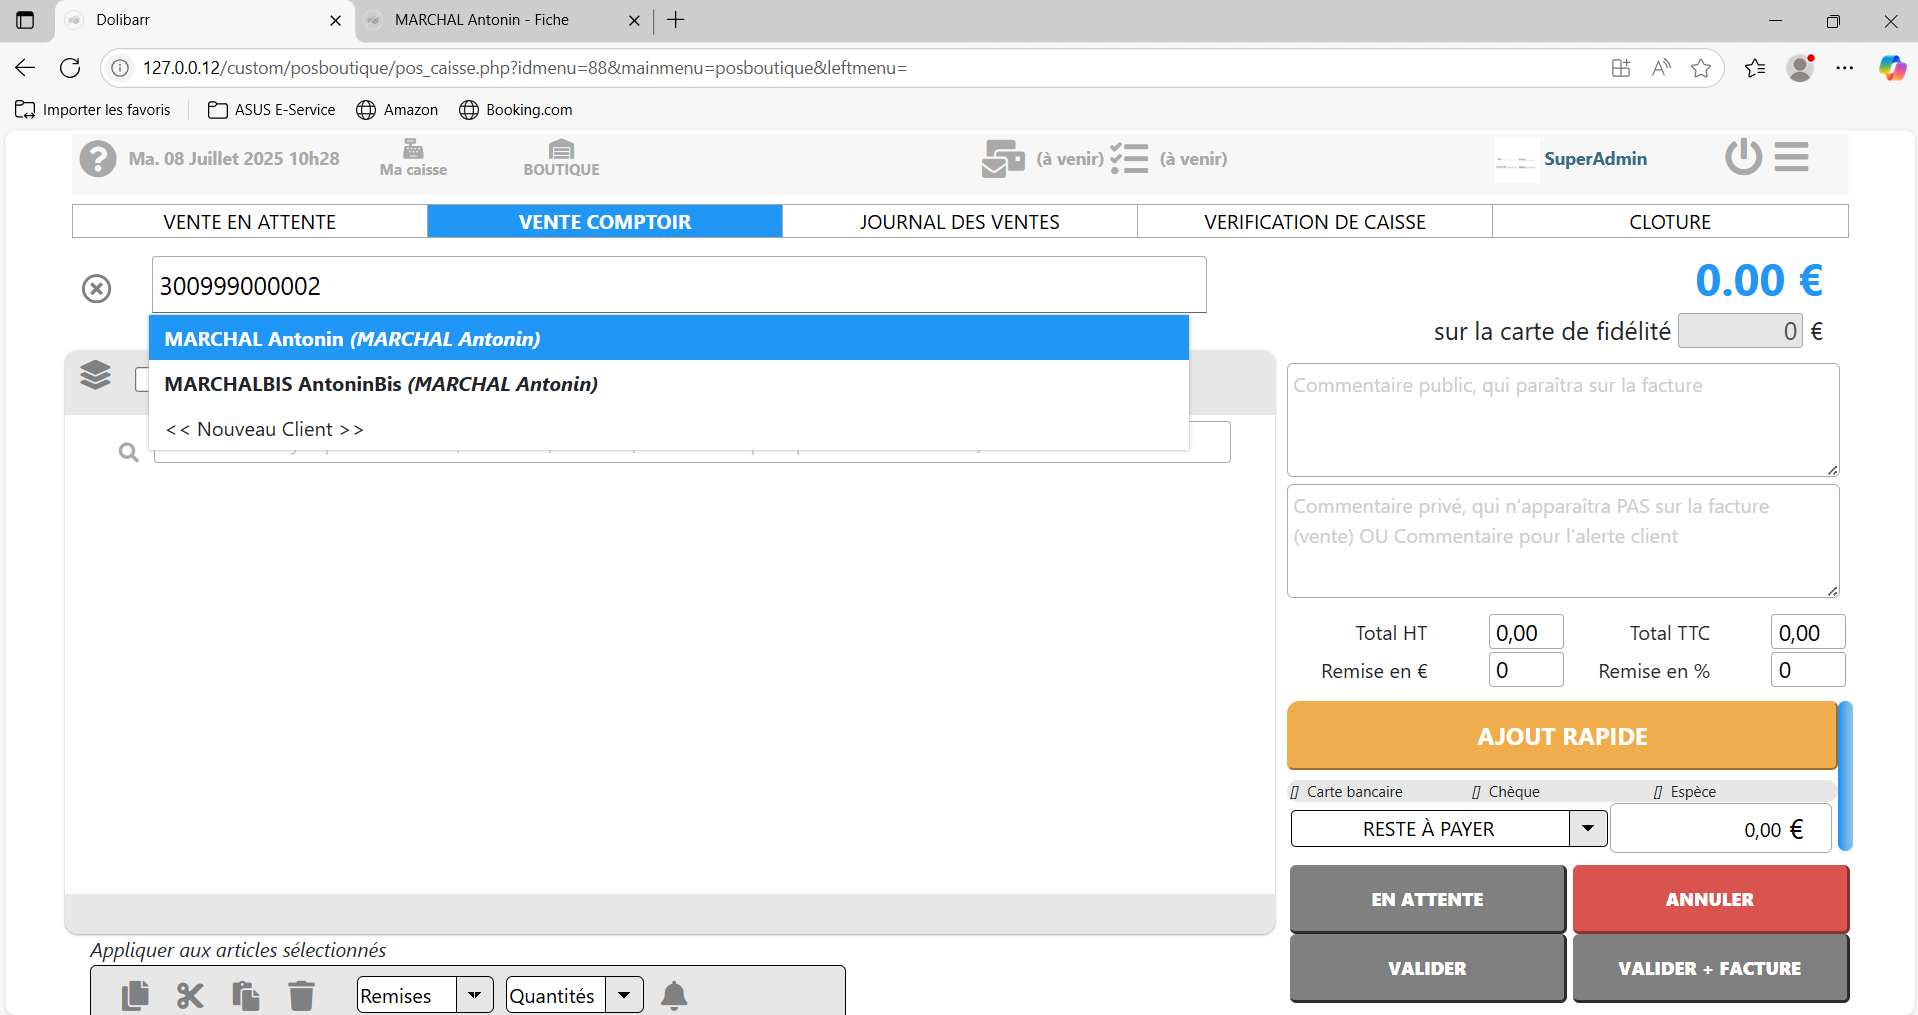 Dolibarr
MARCHAL Antonin - Fiche
127.0.0.12/custom/posboutique/pos_caisse.php?idmenu=88&mainmenu=posboutique&leftmenu=
Importer les favoris
ASUS E-Service
Amazon
Booking.com
Ma. 08 Juillet 2025 10h28
Ma caisse
BOUTIQUE
(à venir)
(à venir)
SuperAdmin
VENTE EN ATTENTE
VENTE COMPTOIR
JOURNAL DES VENTES
VERIFICATION DE CAISSE
CLOTURE
300999000002
MARCHAL Antonin (MARCHAL Antonin)
MARCHALBIS AntoninBis (MARCHAL Antonin)
<< Nouveau Client >>
0.00 €
sur la carte de fidélité 0 €
Commentaire public, qui paraîtra sur la facture
Commentaire privé, qui n'apparaîtra PAS sur la facture
(vente) OU Commentaire pour l'alerte client
Total HT 0,00 Total TTC 0,00
Remise en € 0 Remise en % 0
AJOUT RAPIDE
[] Carte bancaire [] Chèque [] Espèce
RESTE À PAYER 0,00 €
EN ATTENTE
ANNULER
VALIDER
VALIDER + FACTURE
Appliquer aux articles sélectionnés
Remises
Quantités